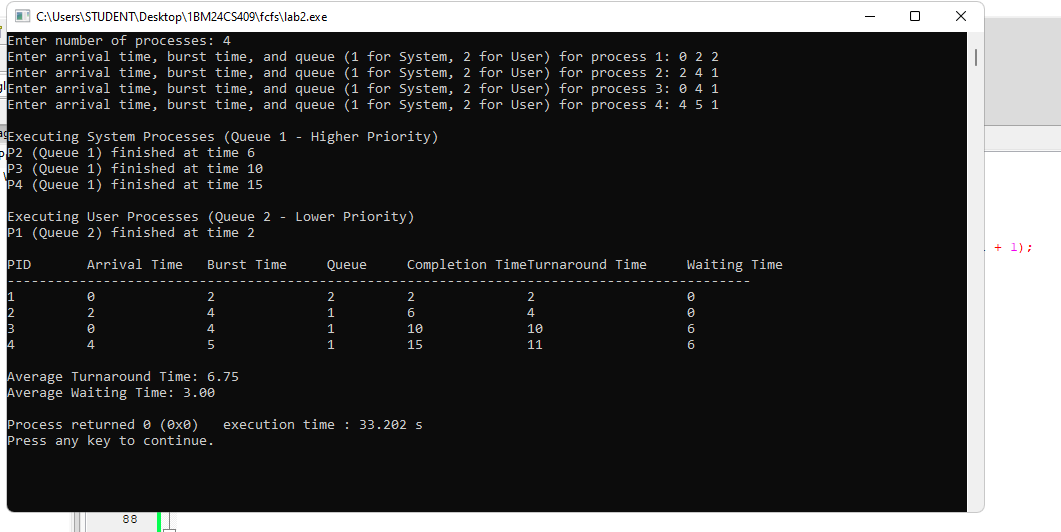 C:\Users\STUDENT\Desktop\1BM24CS409\fcfs\lab2.exe
Enter number of processes: 4
Enter arrival time, burst time, and queue (1 for System, 2 for User) for process 1: 0 2 2
Enter arrival time, burst time, and queue (1 for System, 2 for User) for process 2: 2 4 1
Enter arrival time, burst time, and queue (1 for System, 2 for User) for process 3: 0 4 1
Enter arrival time, burst time, and queue (1 for System, 2 for User) for process 4: 4 5 1
Executing System Processes (Queue 1 - Higher Priority)
P2 (Queue 1) finished at time 6
P3 (Queue 1) finished at time 10
P4 (Queue 1) finished at time 15
Executing User Processes (Queue 2 - Lower Priority)
P1 (Queue 2) finished at time 2
+ 1);
PID Arrival Time Burst Time Queue Completion TimeTurnaround Time Waiting Time
---------------------------------------------------------------------------------------------
1 0 2 2 2 2 0
2 2 4 1 6 4 0
3 0 4 1 10 10 6
4 4 5 1 15 11 6
Average Turnaround Time: 6.75
Average Waiting Time: 3.00
Process returned 0 (0x0) execution time : 33.202 s
Press any key to continue.
88